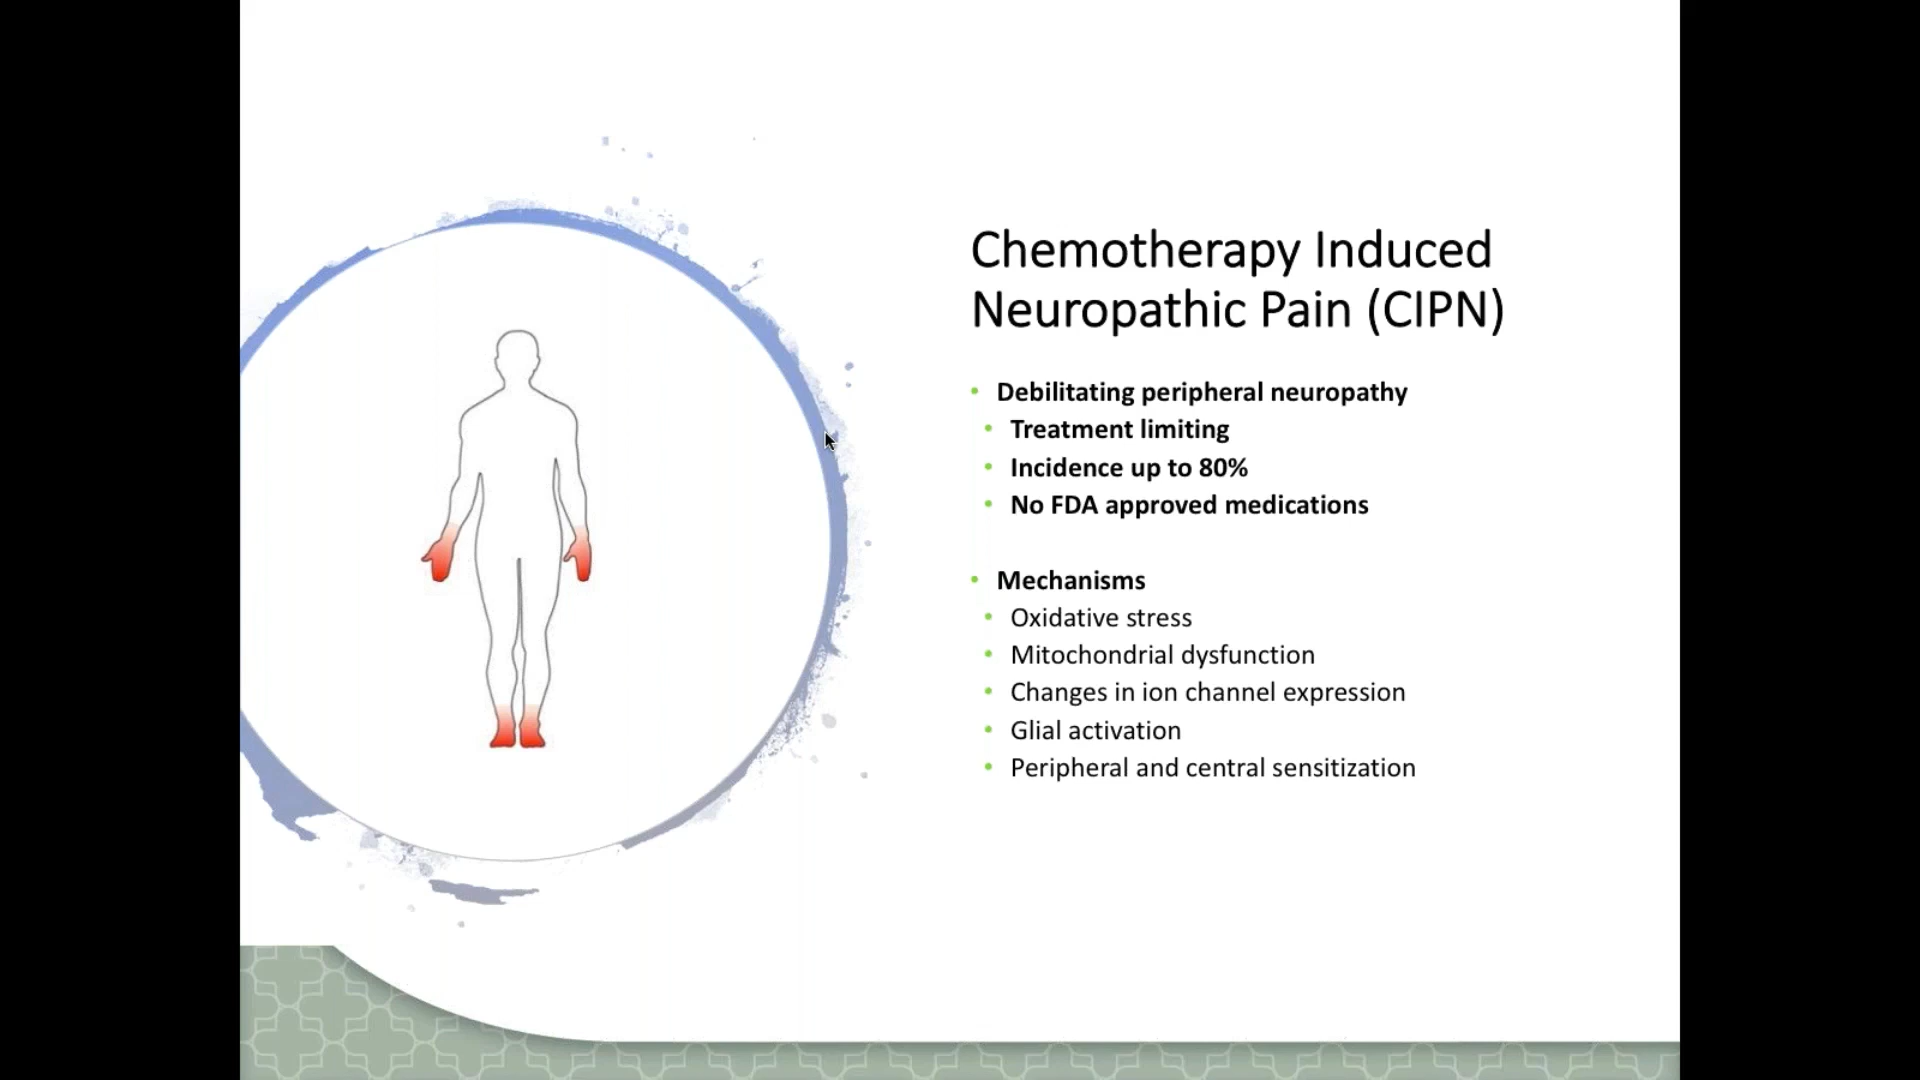 Chemotherapy Induced
Neuropathic Pain (CIPN)
• Debilitating peripheral neuropathy
• Treatment limiting
• Incidence up to 80%
• No FDA approved medications
• Mechanisms
• Oxidative stress
• Mitochondrial dysfunction
• Changes in ion channel expression
• Glial activation
• Peripheral and central sensitization